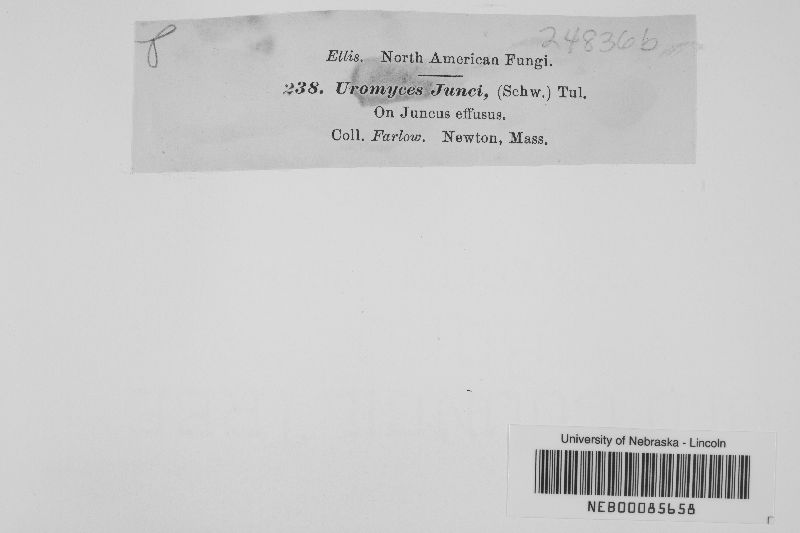 248366
Ellis. North American Fungi.
238. Uromyces Junci, (Schw.) Tul.
On Juncus effusus.
Coll. Farlow. Newton, Mass.
University of Nebraska - Lincoln
NEB00085658